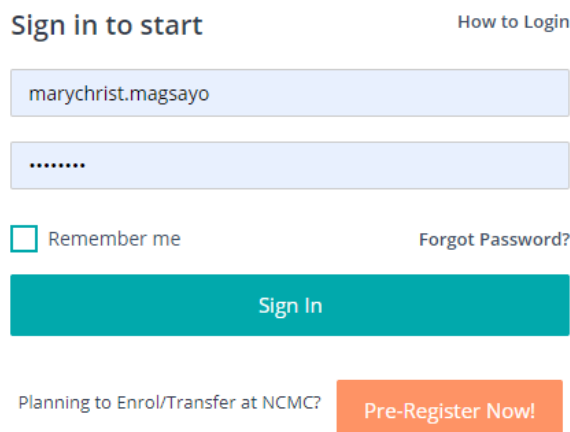 Sign in to start
How to Login
marychrist.magsayo
••••••••
Remember me
Forgot Password?
Sign In
Planning to Enrol/Transfer at NCMC?
Pre-Register Now!